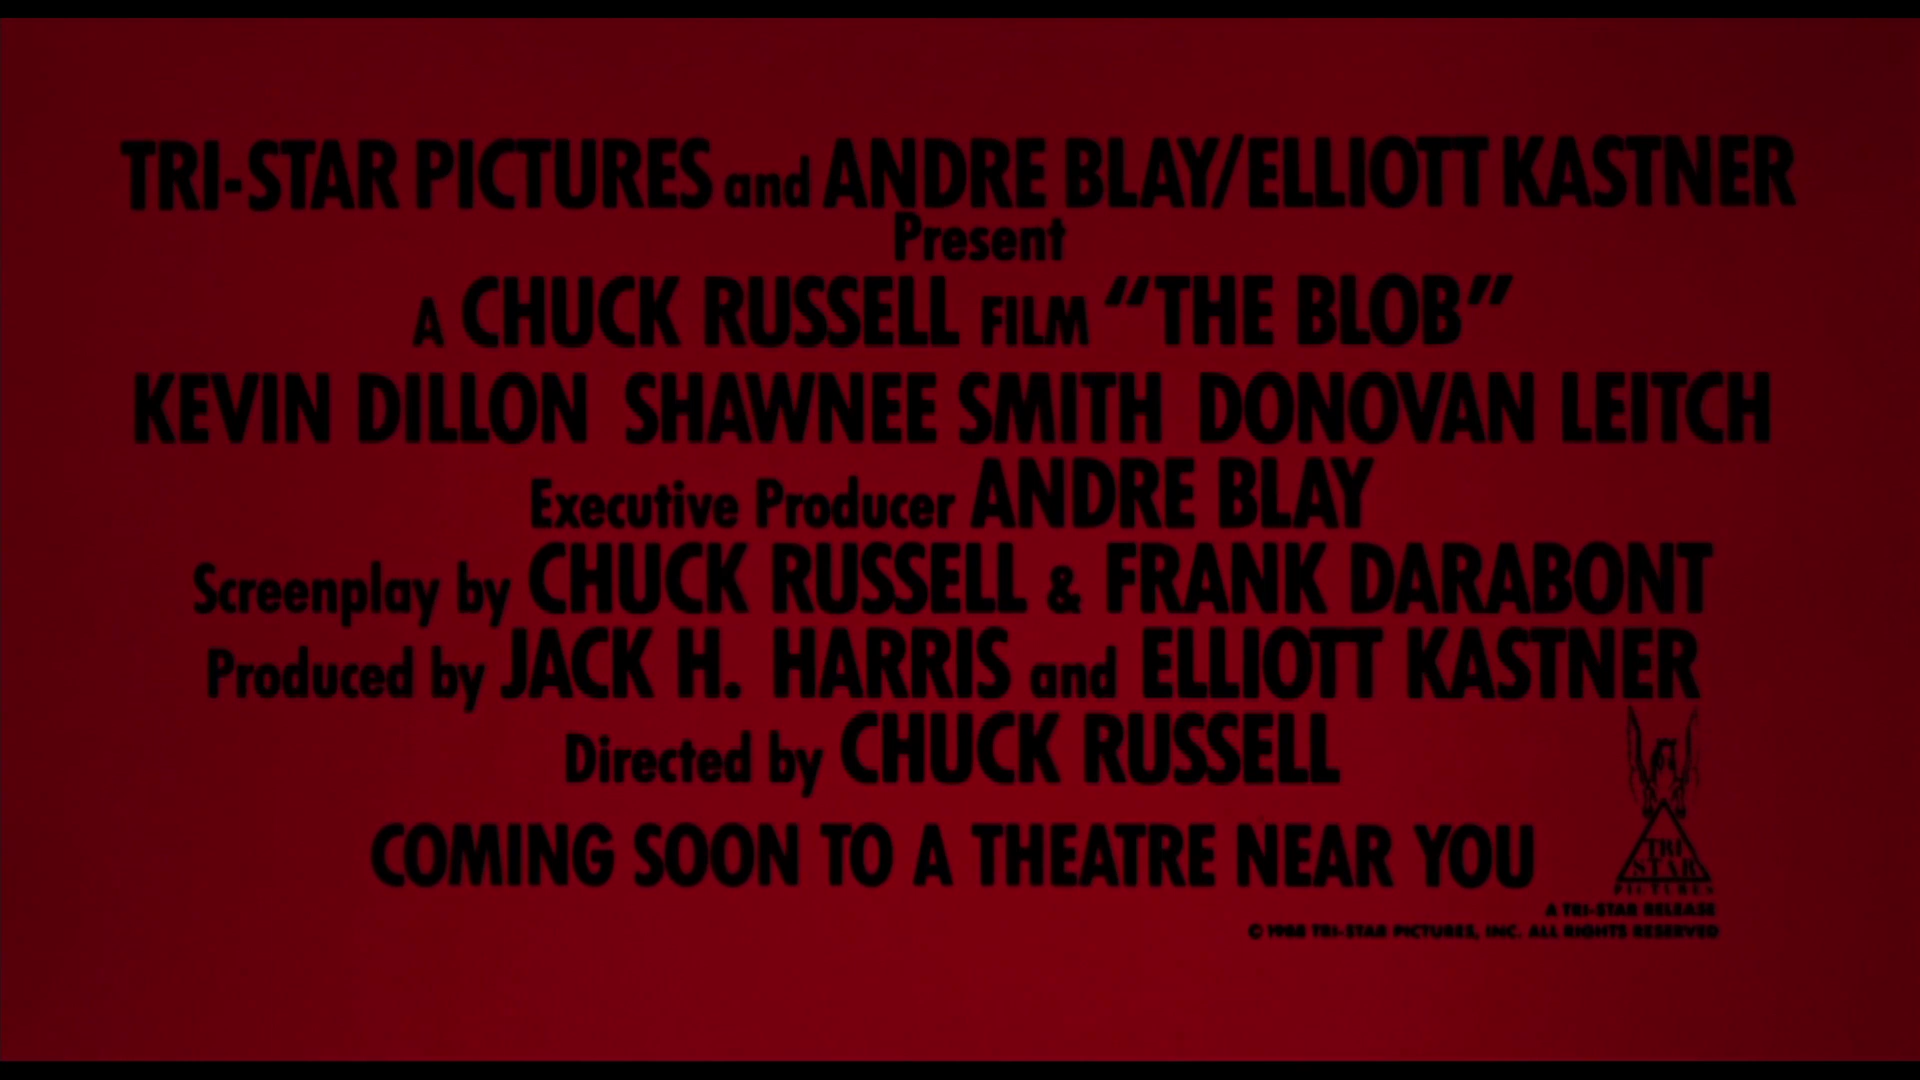 TRI-STAR PICTURES and ANDRE BLAY/ELLIOTT KASTNER
Present
A CHUCK RUSSELL FILM “THE BLOB”
KEVIN DILLON SHAWNEE SMITH DONOVAN LEITCH
Executive Producer ANDRE BLAY
Screenplay by CHUCK RUSSELL & FRANK DARABONT
Produced by JACK H. HARRIS and ELLIOTT KASTNER
Directed by CHUCK RUSSELL
COMING SOON TO A THEATRE NEAR YOU
TRI
STAR
PICTURES
A TRI-STAR RELEASE
© 1988 TRI-STAR PICTURES, INC. ALL RIGHTS RESERVED